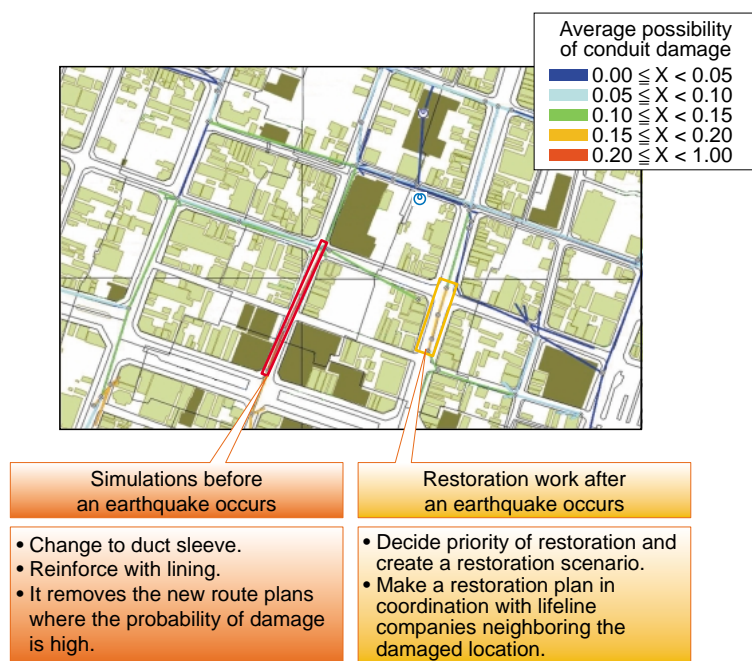 Average possibility
of conduit damage
0.00 ≦ X < 0.05
0.05 ≦ X < 0.10
0.10 ≦ X < 0.15
0.15 ≦ X < 0.20
0.20 ≦ X < 1.00
Simulations before
an earthquake occurs
• Change to duct sleeve.
• Reinforce with lining.
• It removes the new route plans
where the probability of damage
is high.
Restoration work after
an earthquake occurs
• Decide priority of restoration and
create a restoration scenario.
• Make a restoration plan in
coordination with lifeline
companies neighboring the
damaged location.